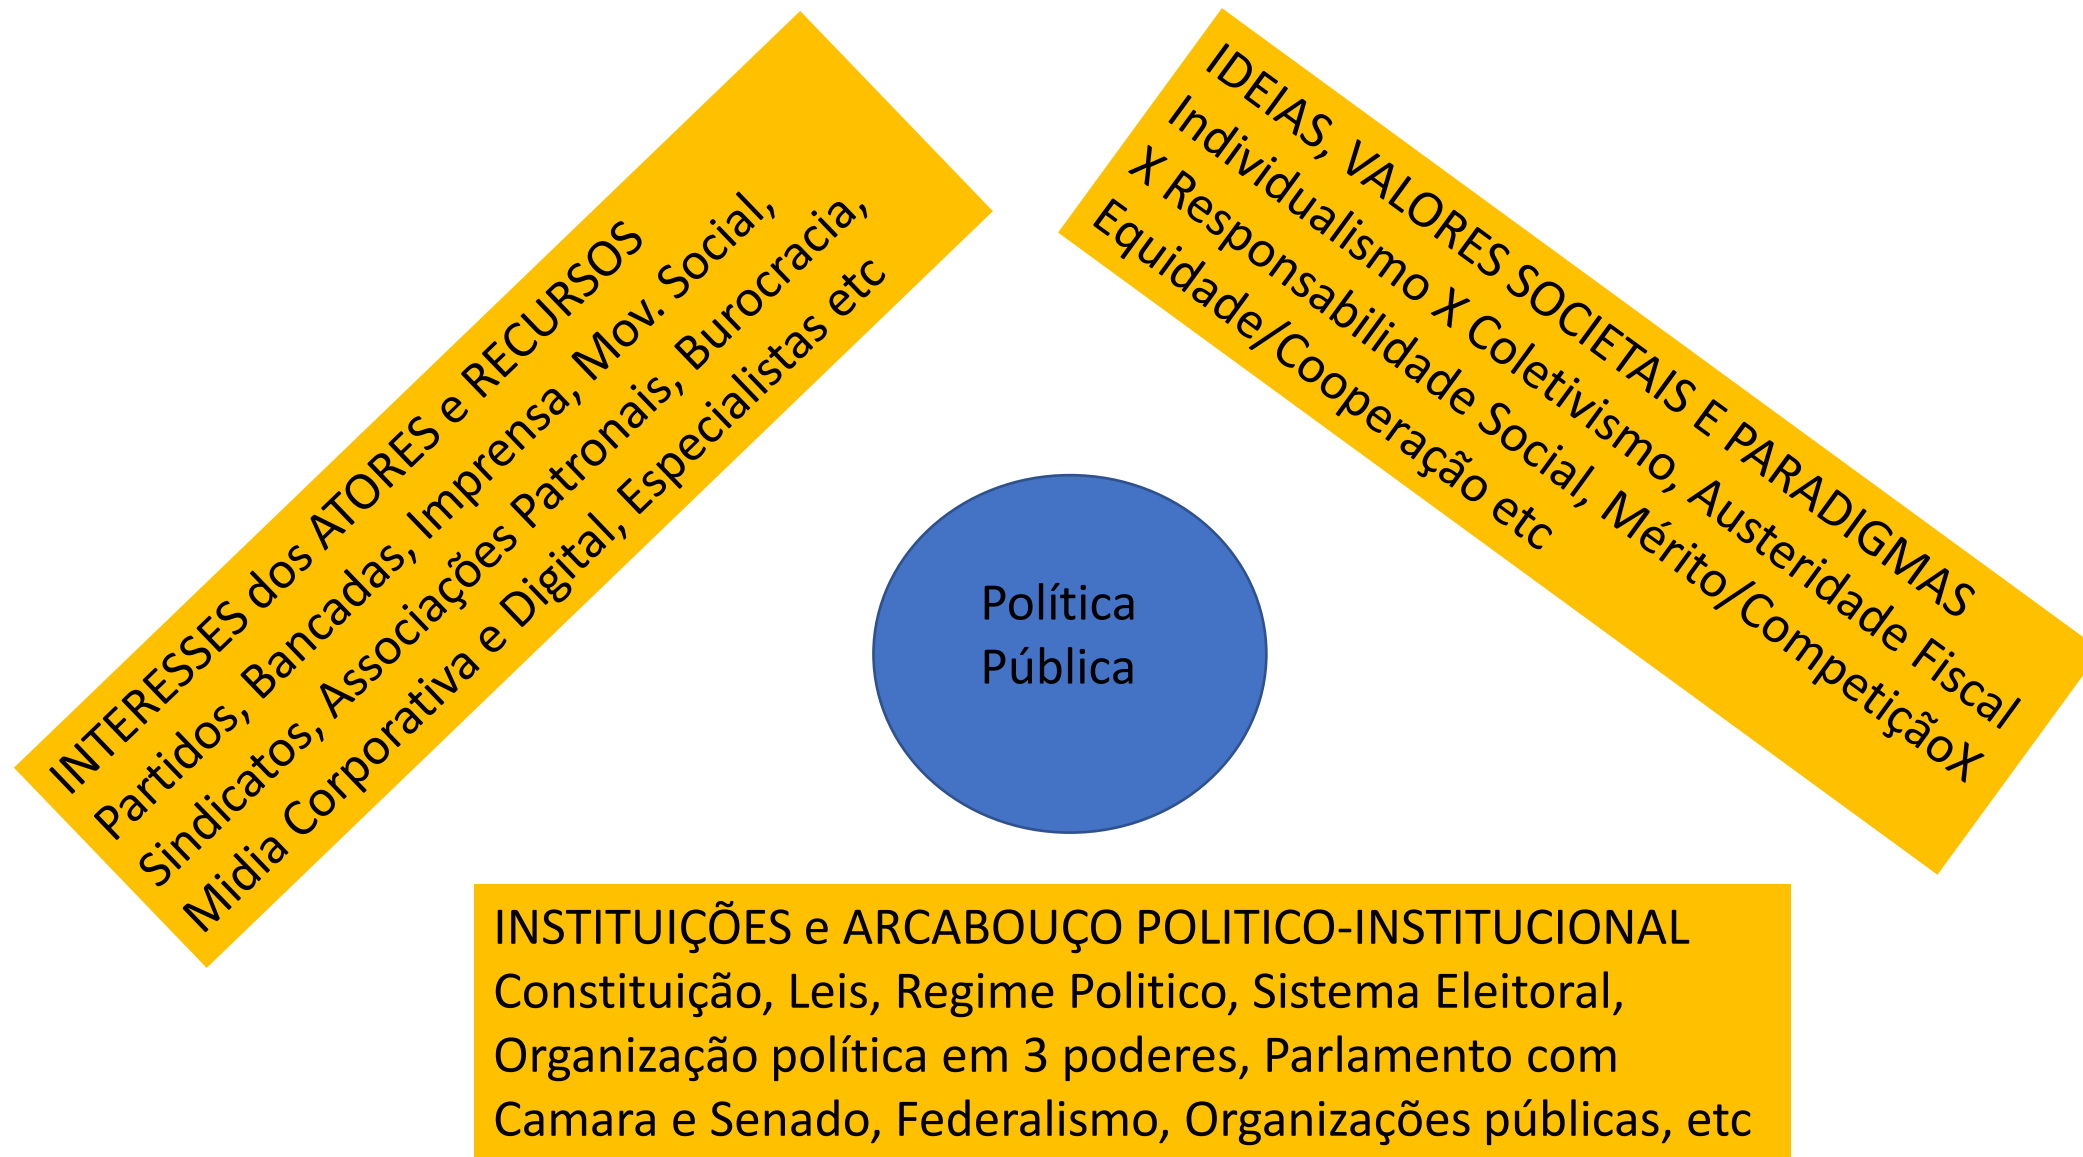 INTERESSES dos ATORES e RECURSOS
Partidos, Bancadas, Imprensa, Mov. Social,
Sindicatos, Associações Patronais, Burocracia,
Midia Corporativa e Digital, Especialistas etc
IDEIAS, VALORES SOCIETAIS E PARADIGMAS
Individualismo X Coletivismo, Austeridade Fiscal
X Responsabilidade Social, Mérito/CompetiçãoX
Equidade/Cooperação etc
Política
Pública
INSTITUIÇÕES e ARCABOUÇO POLITICO-INSTITUCIONAL
Constituição, Leis, Regime Politico, Sistema Eleitoral,
Organização política em 3 poderes, Parlamento com
Camara e Senado, Federalismo, Organizações públicas, etc